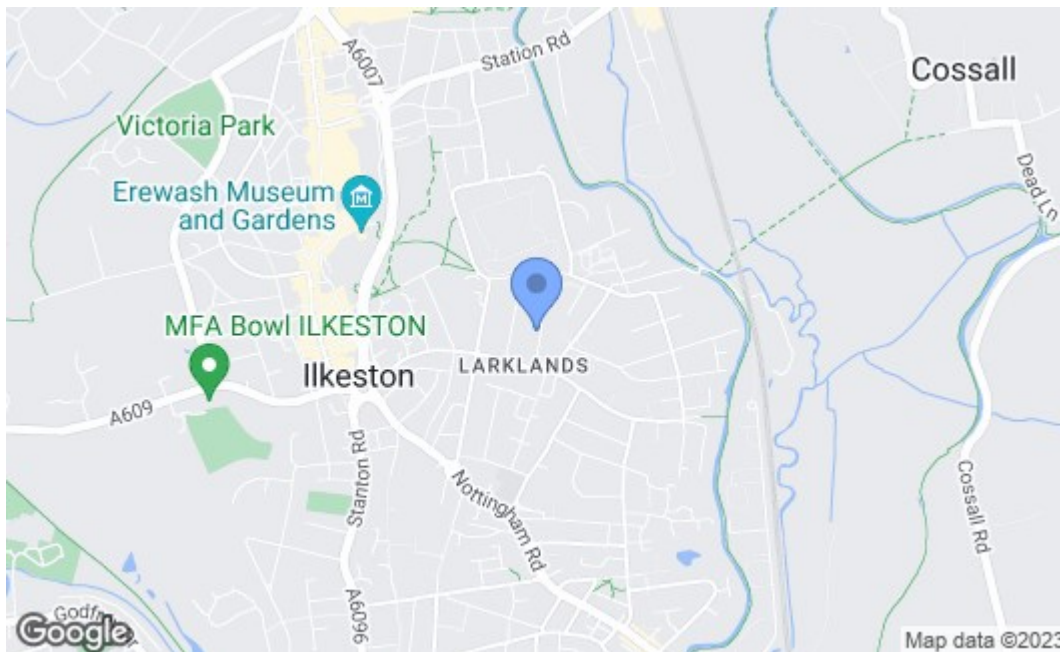 A6007
Station Rd
Cossall
Victoria Park
Erewash Museum
and Gardens
Dead Ln
MFA Bowl ILKESTON
Ilkeston
LARKLANDS
A609
Stanton Rd
Nottingham Rd
Cossall Rd
A6096
Google
Map data ©2023